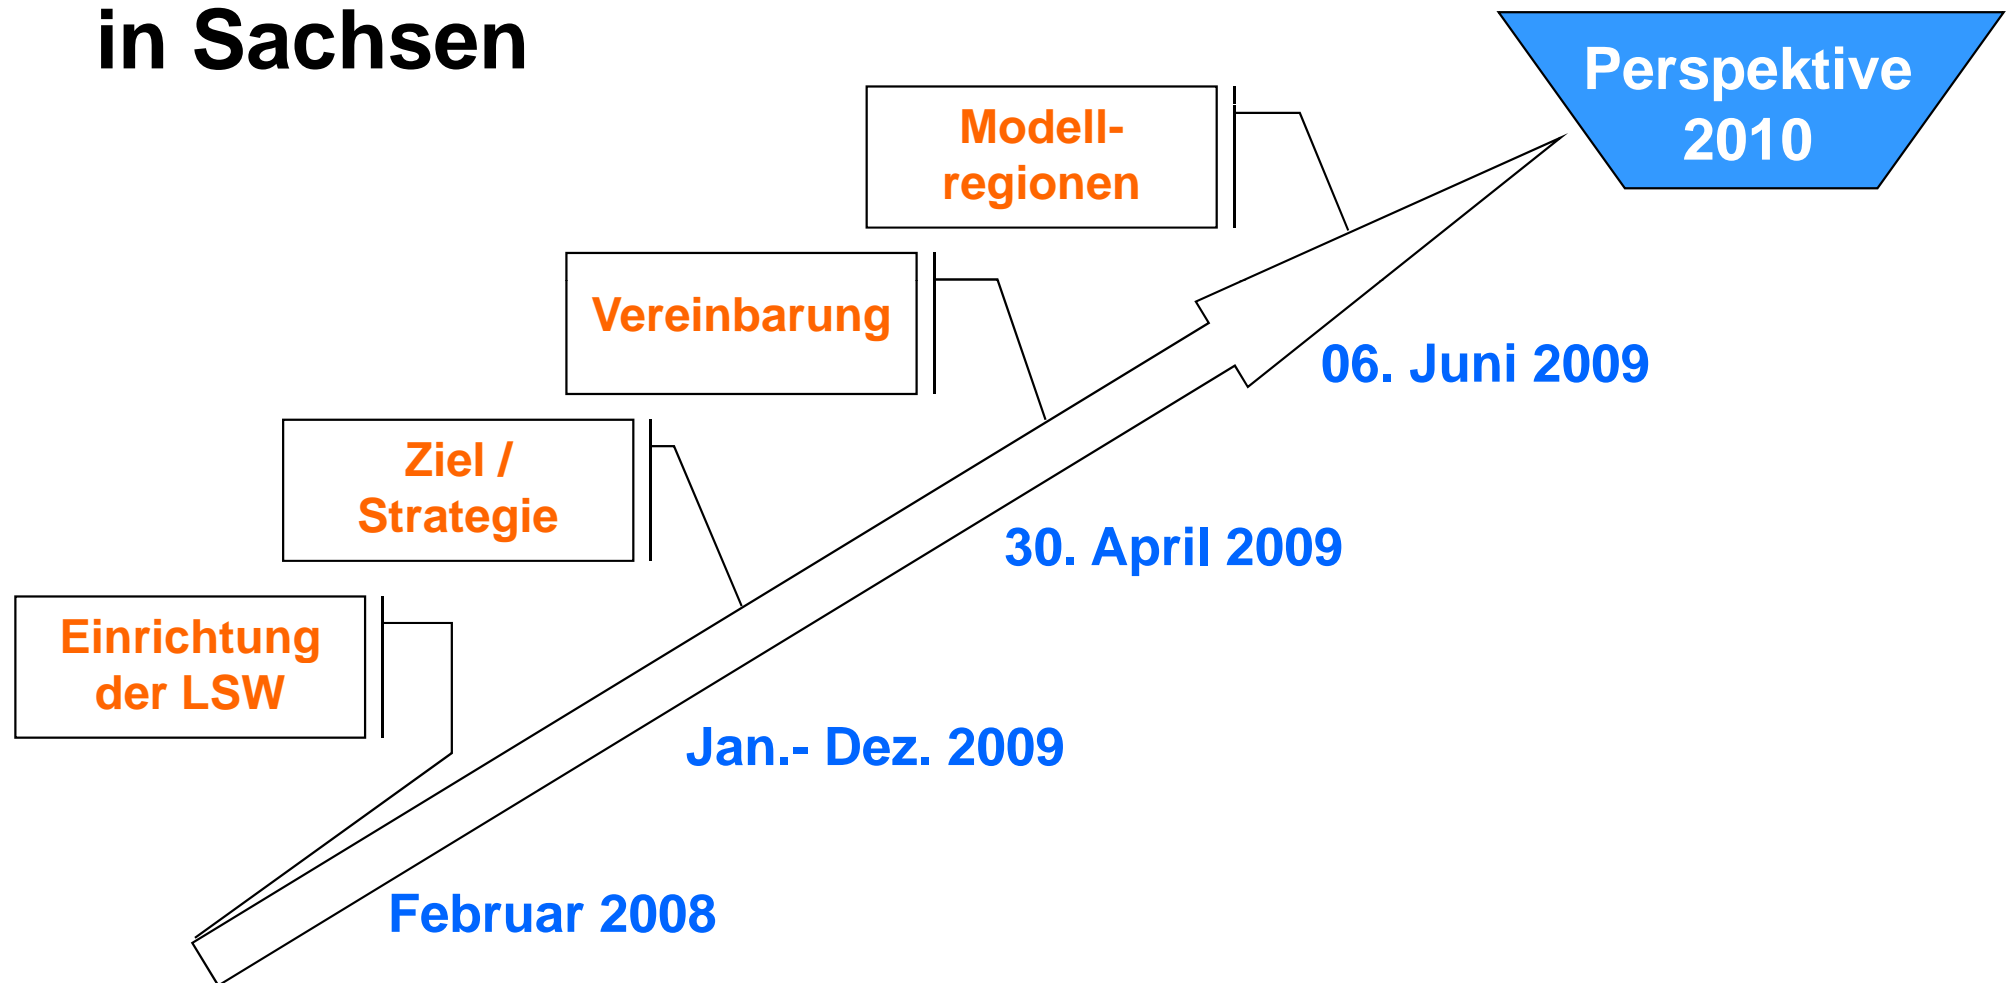 in Sachsen
Perspektive
2010
Modell-
regionen
Vereinbarung
06. Juni 2009
Ziel /
Strategie
30. April 2009
Einrichtung
der LSW
Jan.- Dez. 2009
Februar 2008